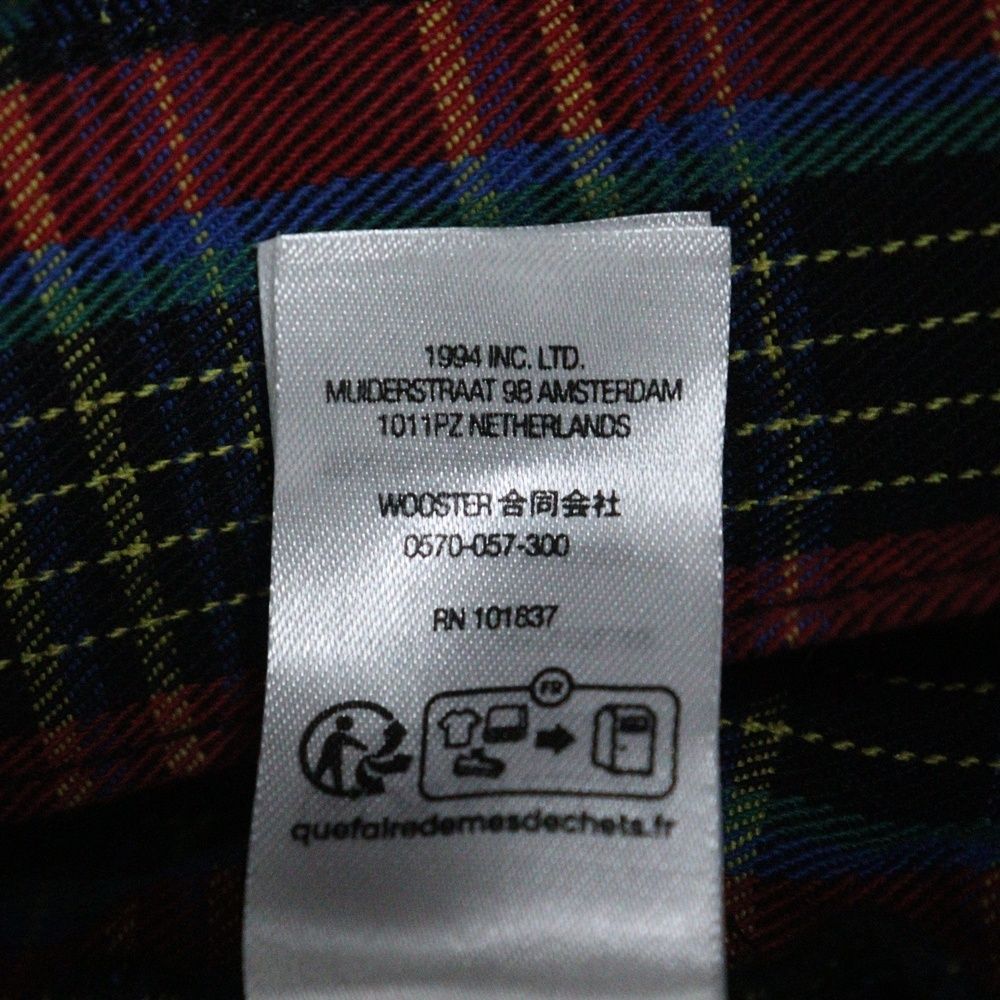 1994 INC. LTD.
MUIDERSTRAAT 9B AMSTERDAM
1011PZ NETHERLANDS
WOOSTER 合同会社
0570-057-300
RN 101837
FR
quefairedemesdechets.fr